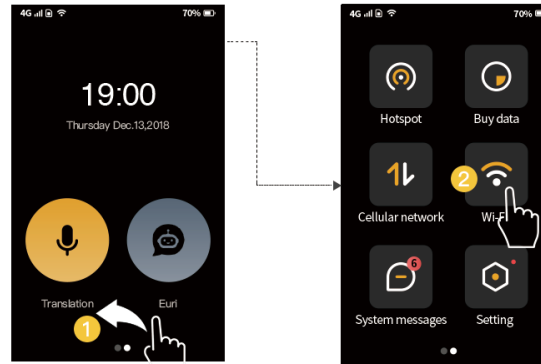 4G 70%
19:00
Thursday Dec.13,2018
Translation Eurl
1
4G 70%
Hotspot Buy data
2
Cellular network Wi-F
6
System messages Setting